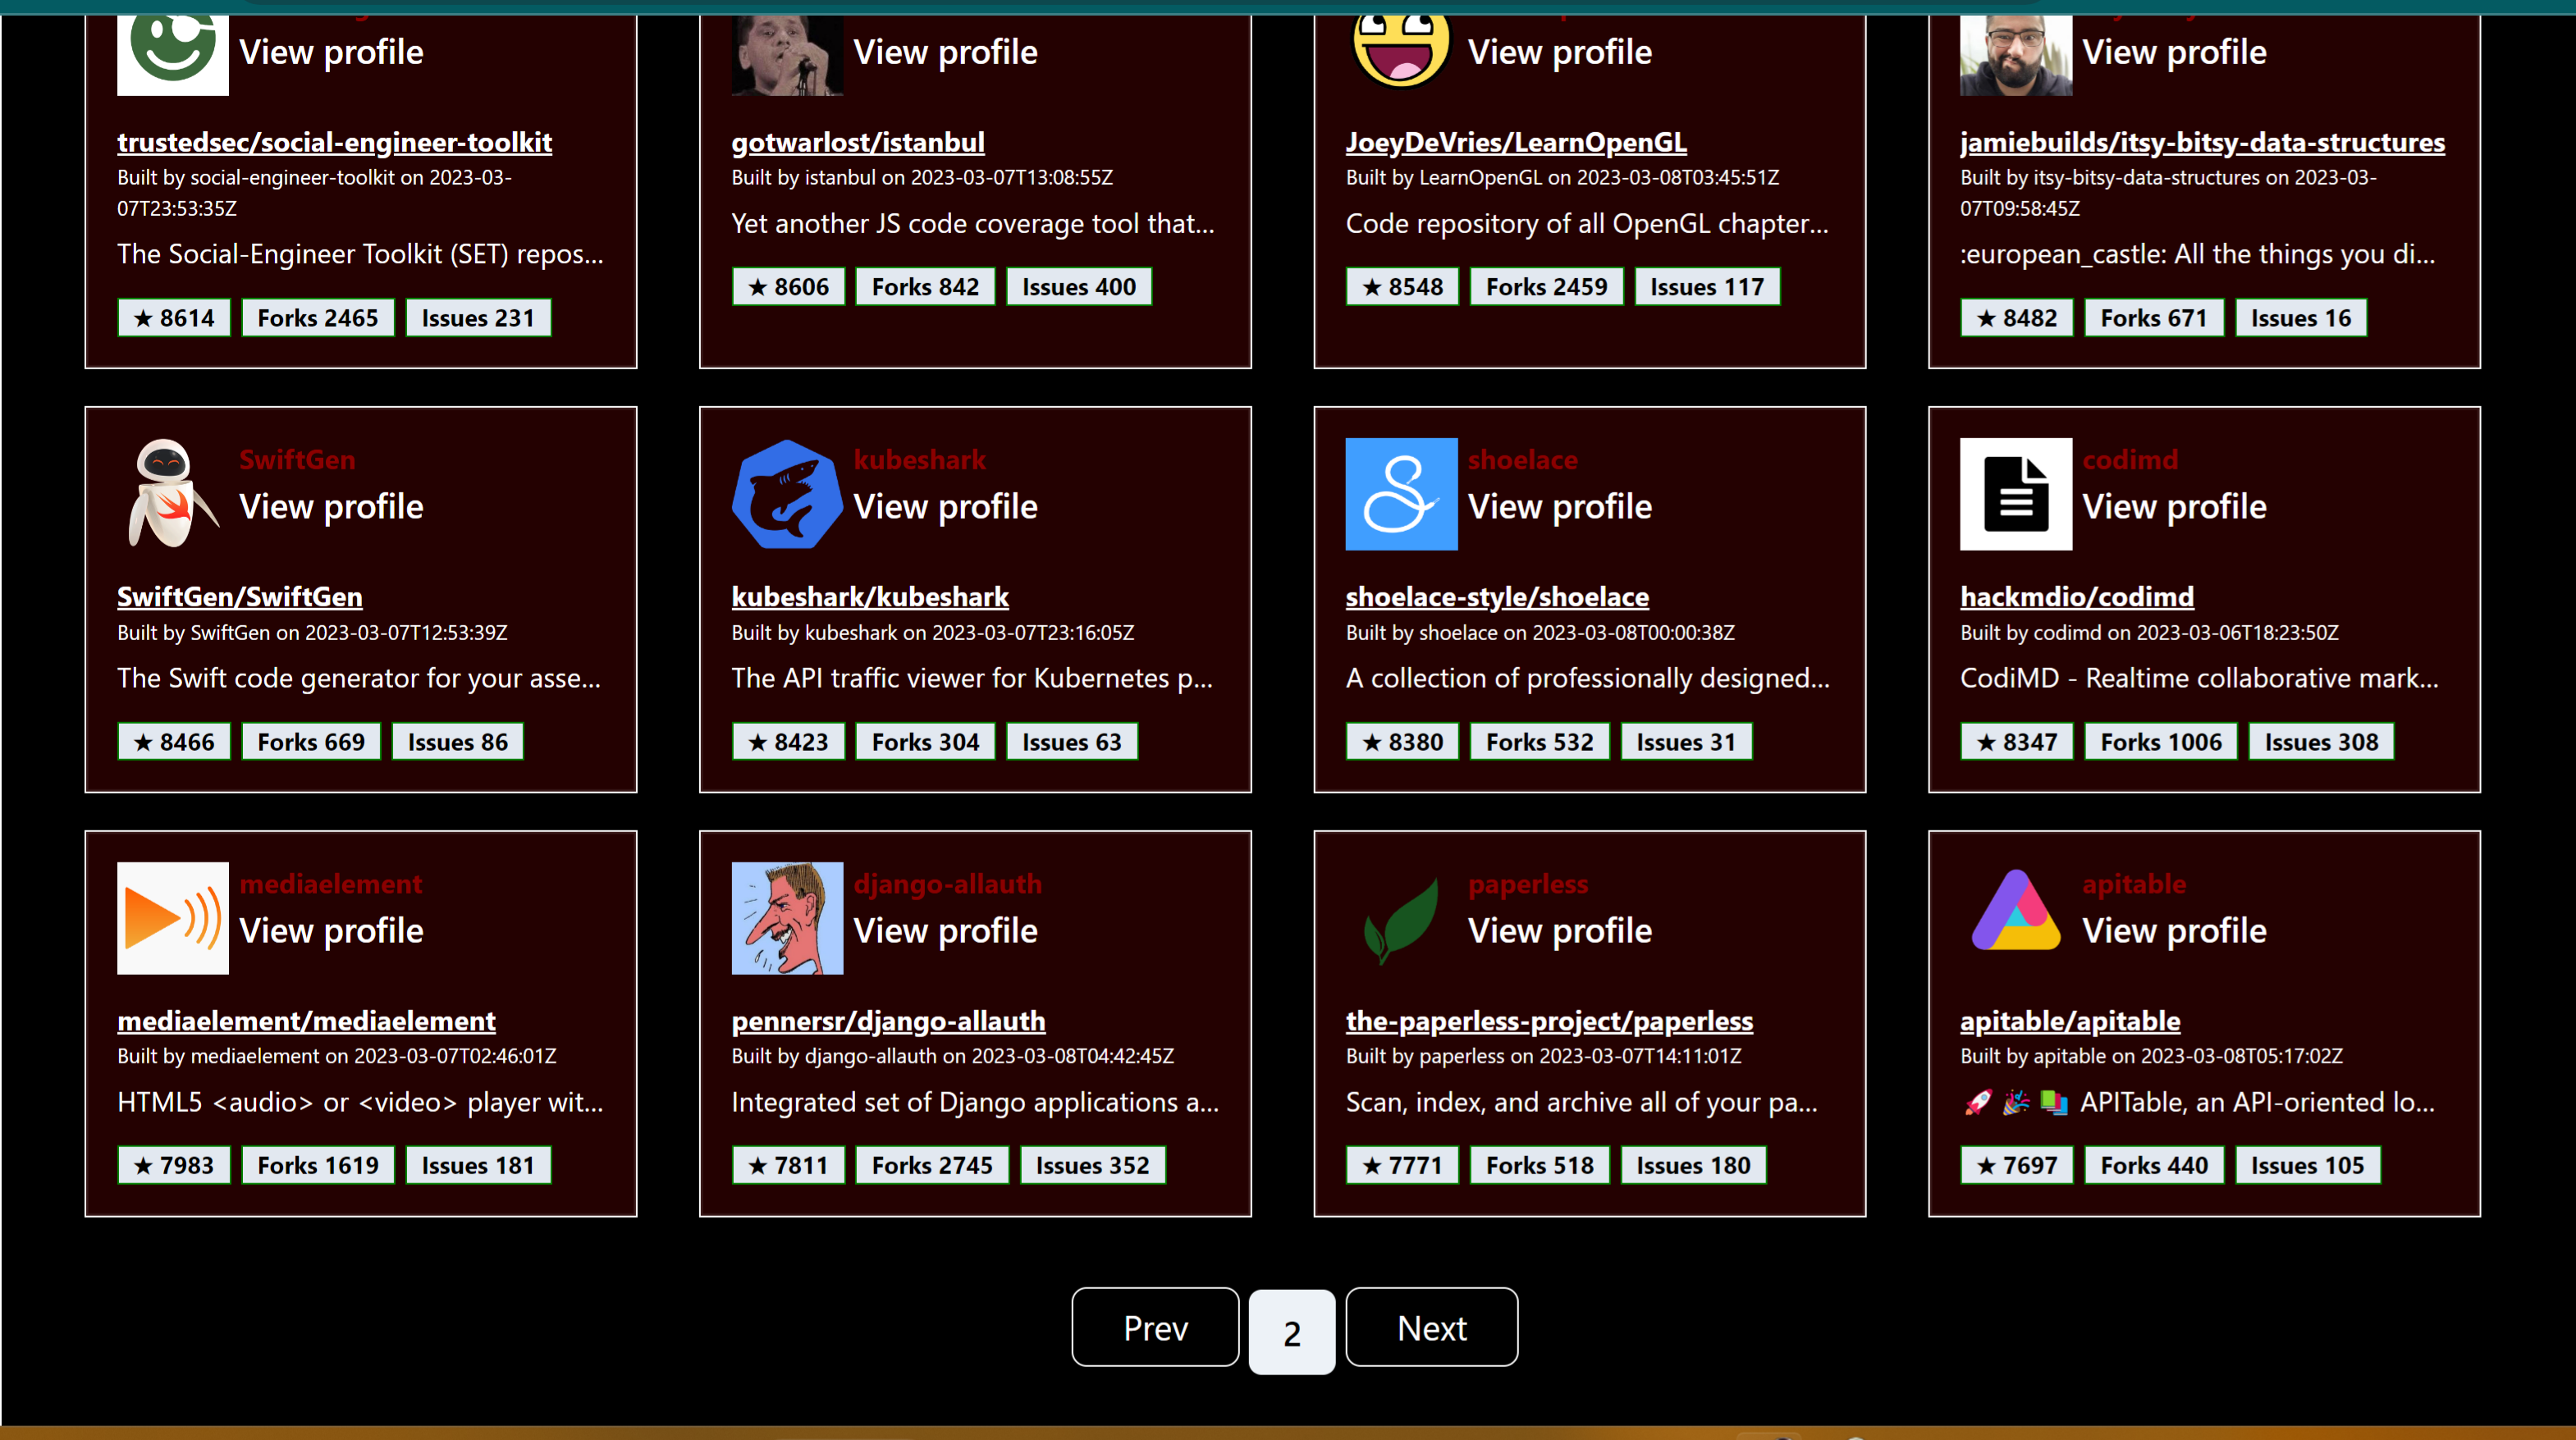 View profile
trustedsec/social-engineer-toolkit
Built by social-engineer-toolkit on 2023-03-
07T23:53:35Z
The Social-Engineer Toolkit (SET) repos...
★ 8614 Forks 2465 Issues 231
View profile
gotwarlost/istanbul
Built by istanbul on 2023-03-07T13:08:55Z
Yet another JS code coverage tool that...
★ 8606 Forks 842 Issues 400
View profile
JoeyDeVries/LearnOpenGL
Built by LearnOpenGL on 2023-03-08T03:45:51Z
Code repository of all OpenGL chapter...
★ 8548 Forks 2459 Issues 117
View profile
jamiebuilds/itsy-bitsy-data-structures
Built by itsy-bitsy-data-structures on 2023-03-
07T09:58:45Z
:european_castle: All the things you di...
★ 8482 Forks 671 Issues 16
SwiftGen
View profile
SwiftGen/SwiftGen
Built by SwiftGen on 2023-03-07T12:53:39Z
The Swift code generator for your asse...
★ 8466 Forks 669 Issues 86
kubeshark
View profile
kubeshark/kubeshark
Built by kubeshark on 2023-03-07T23:16:05Z
The API traffic viewer for Kubernetes p...
★ 8423 Forks 304 Issues 63
shoelace
View profile
shoelace-style/shoelace
Built by shoelace on 2023-03-08T00:00:38Z
A collection of professionally designed...
★ 8380 Forks 532 Issues 31
codimd
View profile
hackmdio/codimd
Built by codimd on 2023-03-06T18:23:50Z
CodiMD - Realtime collaborative mark...
★ 8347 Forks 1006 Issues 308
mediaelement
View profile
mediaelement/mediaelement
Built by mediaelement on 2023-03-07T02:46:01Z
HTML5 <audio> or <video> player wit...
★ 7983 Forks 1619 Issues 181
django-allauth
View profile
pennersr/django-allauth
Built by django-allauth on 2023-03-08T04:42:45Z
Integrated set of Django applications a...
★ 7811 Forks 2745 Issues 352
paperless
View profile
the-paperless-project/paperless
Built by paperless on 2023-03-07T14:11:01Z
Scan, index, and archive all of your pa...
★ 7771 Forks 518 Issues 180
apitable
View profile
apitable/apitable
Built by apitable on 2023-03-08T05:17:02Z
🚀 🎉 📚 APITable, an API-oriented lo...
★ 7697 Forks 440 Issues 105
Prev 2 Next